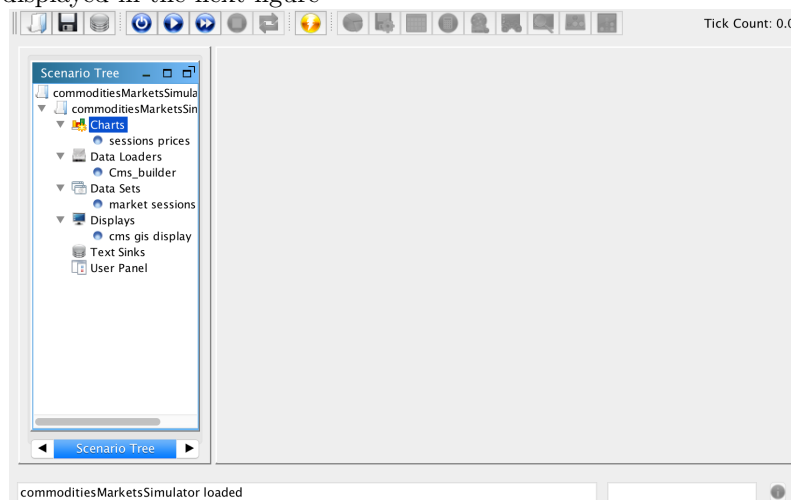 displayed in the next figure
Tick Count: 0.0
Scenario Tree
commoditiesMarketsSimula
commoditiesMarketsSin
Charts
sessions prices
Data Loaders
Cms_builder
Data Sets
market sessions
Displays
cms gis display
Text Sinks
User Panel
Scenario Tree
commoditiesMarketsSimulator loaded